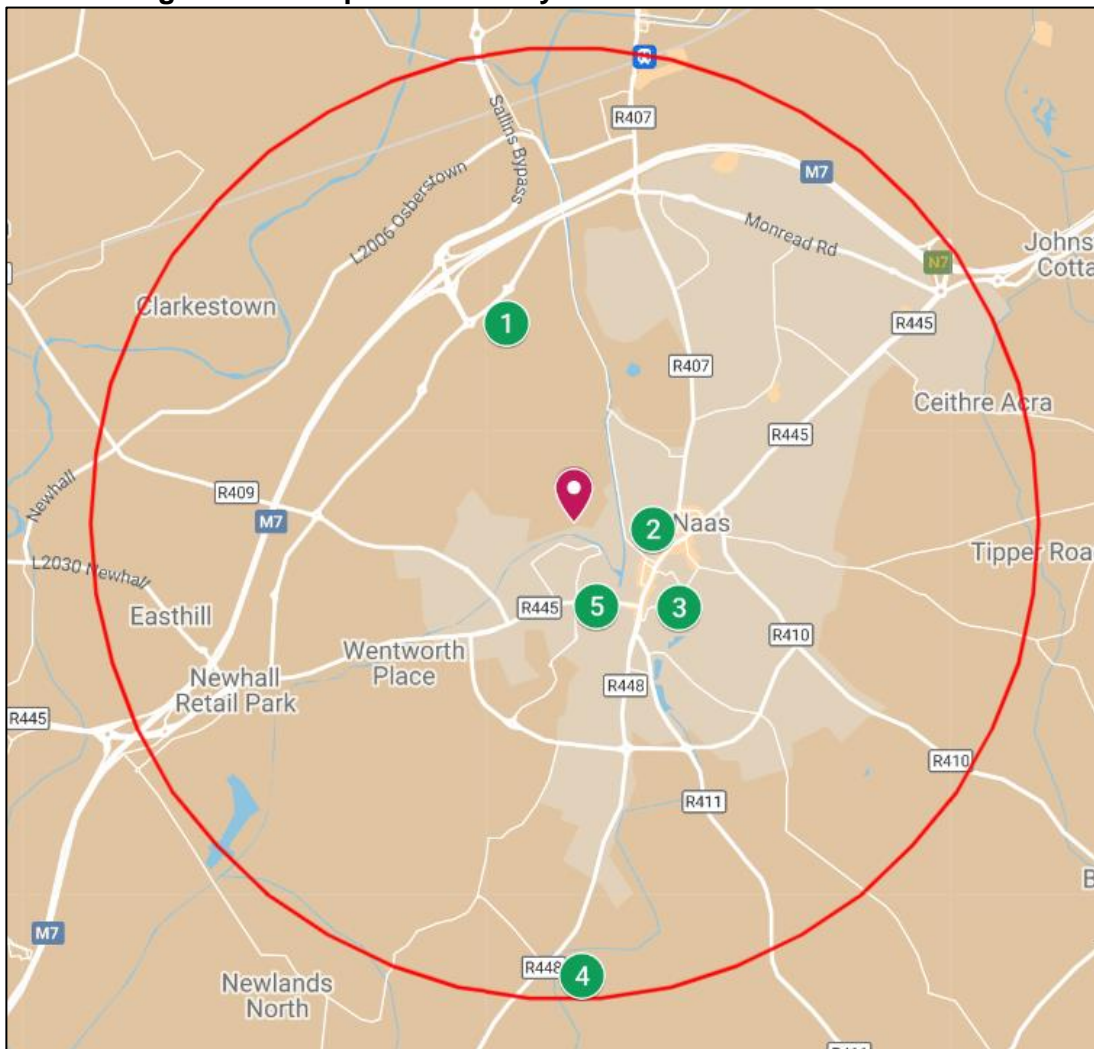 R407
Sallins Bypass
M7
L2006 Osberstown
Monread Rd
N7
Johns
Cotta
Clarkestown
1
R445
R407
Ceithre Acra
R445
Newhall
R409
M7
2
Naas
Tipper Roa
L2030 Newhall
Easthill
R445
5
3
R410
Wentworth
Place
Newhall
Retail Park
R448
R445
R410
R411
B
M7
R448
4
Newlands
North